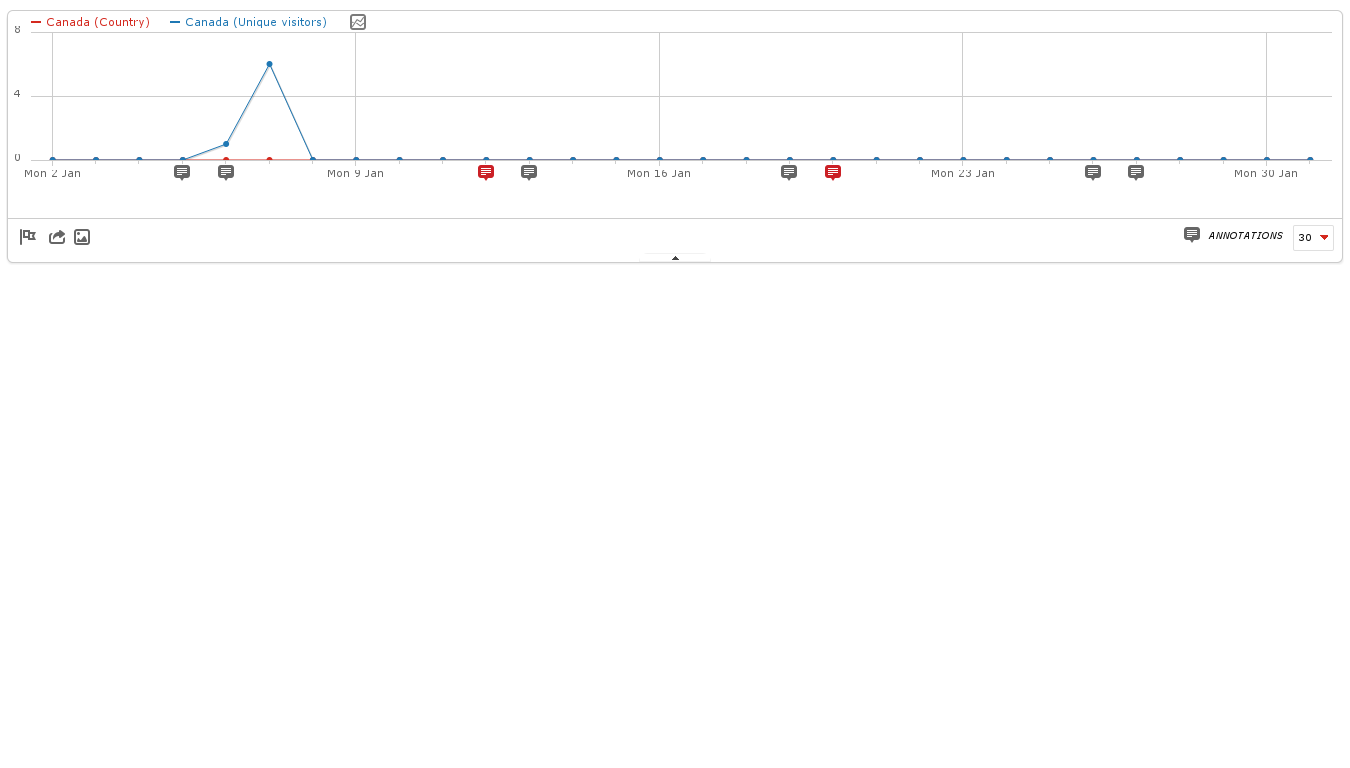 Canada (Country) Canada (Unique visitors)
8
4
0
Mon 2 Jan Mon 9 Jan Mon 16 Jan Mon 23 Jan Mon 30 Jan
ANNOTATIONS 30